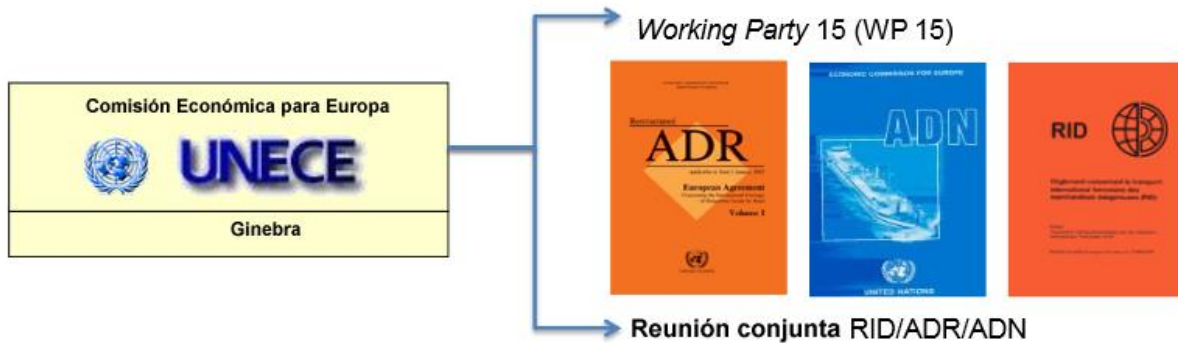 Working Party 15 (WP 15)
Comisión Económica para Europa
UNECE
Ginebra
Restructured
ADR
European Agreement
Volume I
ECONOMIC COMMISSION FOR EUROPE
ADN
UNITED NATIONS
RID
Reunión conjunta RID/ADR/ADN